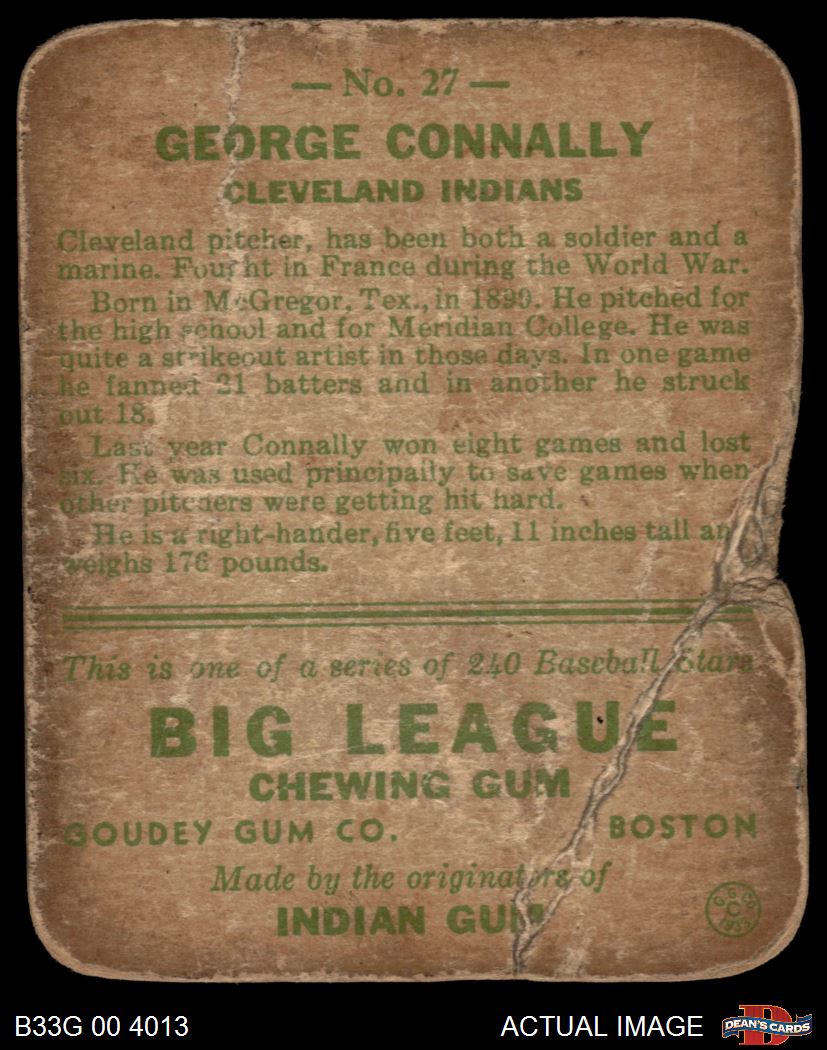 — No. 27 —
GEORGE CONNALLY
CLEVELAND INDIANS
Cleveland pitcher, has been both a soldier and a
marine. Fought in France during the World War.
Born in McGregor, Tex., in 1899. He pitched for
the high school and for Meridian College. He was
quite a strikeout artist in those days. In one game
he fanned 21 batters and in another he struck
out 18.
Last year Connally won eight games and lost
six. He was used principally to save games when
other pitchers were getting hit hard.
He is a right-hander, five feet, 11 inches tall and
weighs 176 pounds.
This is one of a series of 240 Baseball Stars
BIG LEAGUE
CHEWING GUM
GOUDEY GUM CO. BOSTON
Made by the originators of
INDIAN GUM
B33G 00 4013 ACTUAL IMAGE DEAN'S CARDS